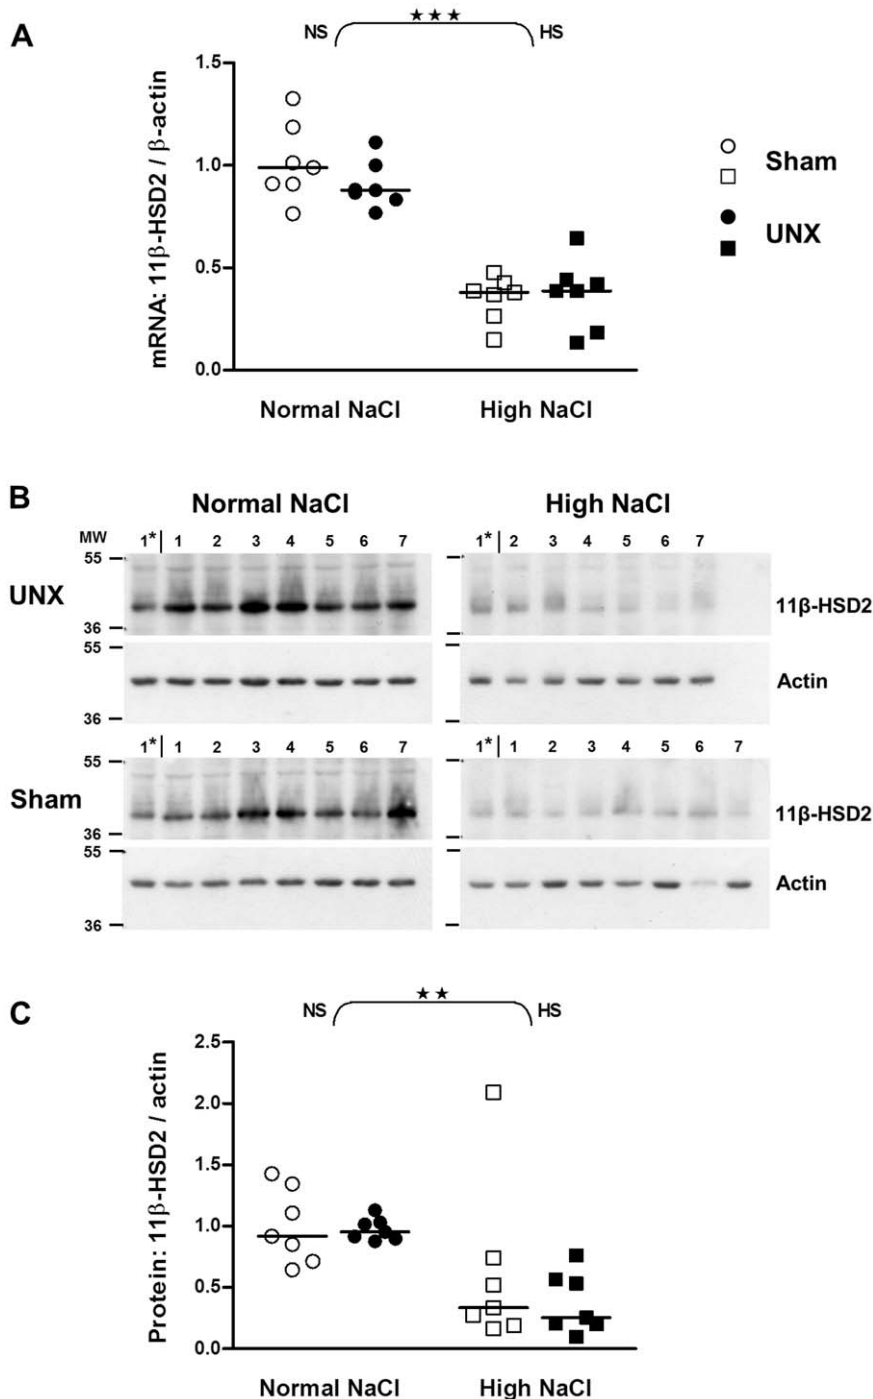 A
NS ★★★ HS
mRNA: 11β-HSD2 / β-actin
1.5
1.0
0.5
0.0
Normal NaCl High NaCl
Sham
UNX
B
Normal NaCl High NaCl
MW 1* 1 2 3 4 5 6 7 1* 2 3 4 5 6 7
55
UNX 11β-HSD2
36
55
Actin
36
1* 1 2 3 4 5 6 7 1* 1 2 3 4 5 6 7
55
Sham 11β-HSD2
36
55
Actin
36
C
NS ★★ HS
Protein: 11β-HSD2 / actin
2.5
2.0
1.5
1.0
0.5
0.0
Normal NaCl High NaCl